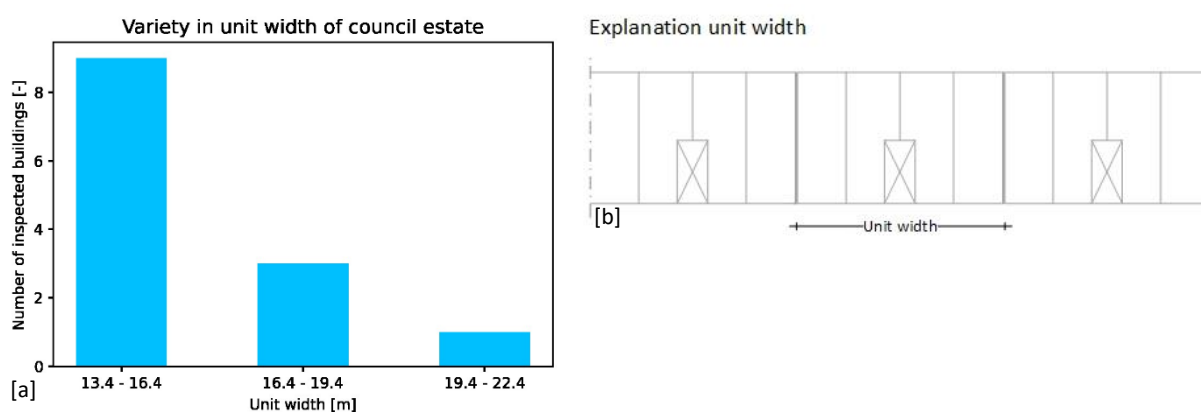 Variety in unit width of council estate
Number of inspected buildings [-]
8
6
4
2
0
13.4 - 16.4
16.4 - 19.4
19.4 - 22.4
Unit width [m]
[a]
Explanation unit width
[b]
Unit width